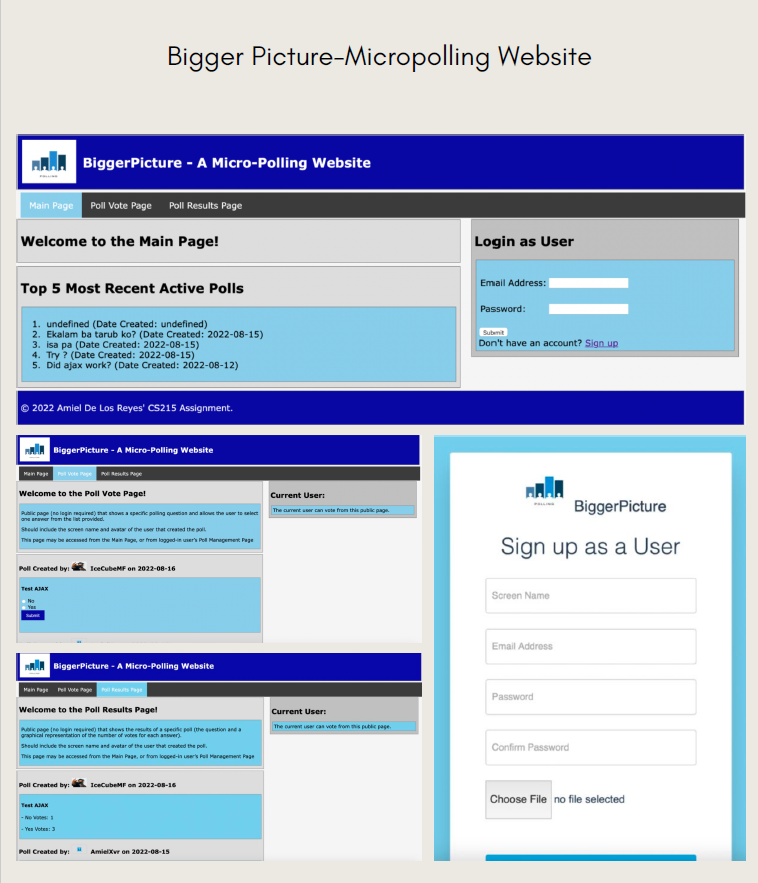 Bigger Picture-Micropolling Website
POLLING
BiggerPicture - A Micro-Polling Website
Main Page Poll Vote Page Poll Results Page
Welcome to the Main Page!
Top 5 Most Recent Active Polls
1. undefined (Date Created: undefined)
2. Ekalam ba tarub ko? (Date Created: 2022-08-15)
3. isa pa (Date Created: 2022-08-15)
4. Try ? (Date Created: 2022-08-15)
5. Did ajax work? (Date Created: 2022-08-12)
Login as User
Email Address:
Password:
Submit
Don't have an account? Sign up
© 2022 Amiel De Los Reyes' CS215 Assignment.
BiggerPicture - A Micro-Polling Website
Main Page Poll Vote Page Poll Results Page
Welcome to the Poll Vote Page!
Public page (no login required) that shows a specific polling question and allows the user to select
one answer from the list provided.
Should include the screen name and avatar of the user that created the poll.
This page may be accessed from the Main Page, or from logged-in user's Poll Management Page
Current User:
The current user can vote from this public page.
Poll Created by: IceCubeMF on 2022-08-16
Test AJAX
No
Yes
Submit
BiggerPicture - A Micro-Polling Website
Main Page Poll Vote Page Poll Results Page
Welcome to the Poll Results Page!
Public page (no login required) that shows the results of a specific poll (the question and a
graphical representation of the number of votes for each answer).
Should include the screen name and avatar of the user that created the poll.
This page may be accessed from the Main Page, or from logged-in user's Poll Management Page
Current User:
The current user can vote from this public page.
Poll Created by: IceCubeMF on 2022-08-16
Test AJAX
- No Votes: 1
- Yes Votes: 3
Poll Created by: AmielXvr on 2022-08-15
POLLING
BiggerPicture
Sign up as a User
Screen Name
Email Address
Password
Confirm Password
Choose File no file selected